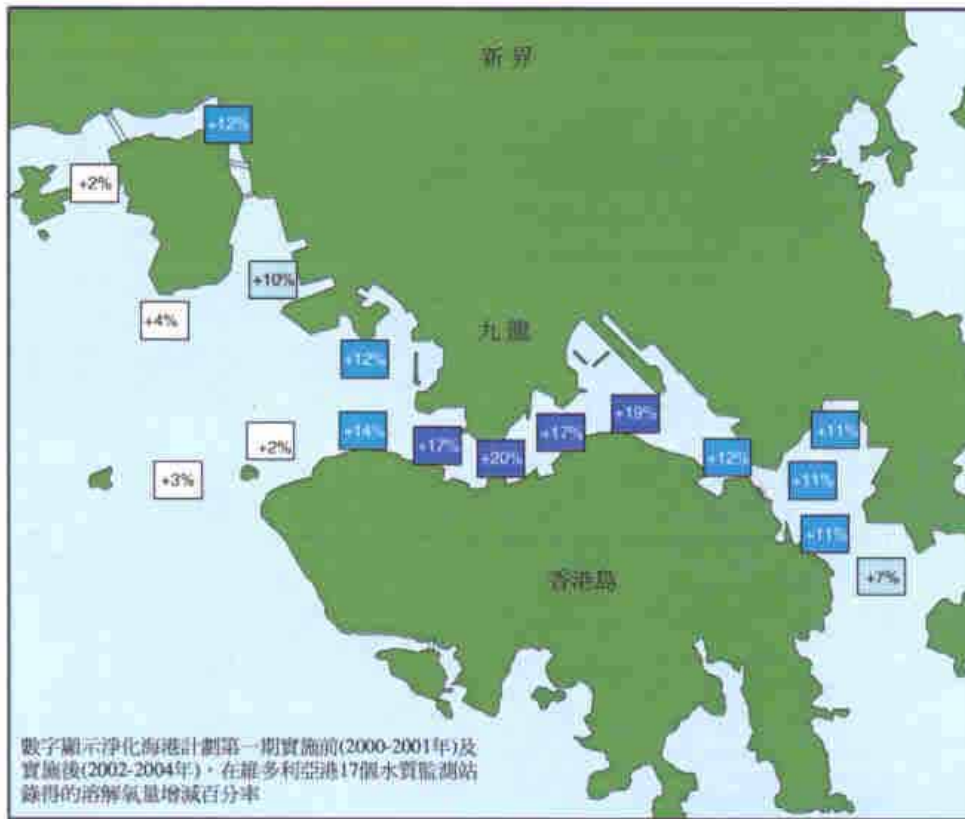 新界
+12%
+2%
+10%
+4%
九龍
+12%
+19%
+14%
+17%
+11%
+2%
+17%
+20%
+12%
+3%
+11%
+11%
+7%
香港島
數字顯示淨化海港計劃第一期實施前(2000-2001年)及
實施後(2002-2004年)，在維多利亞港17個水質監測站
錄得的溶解氧量增減百分率